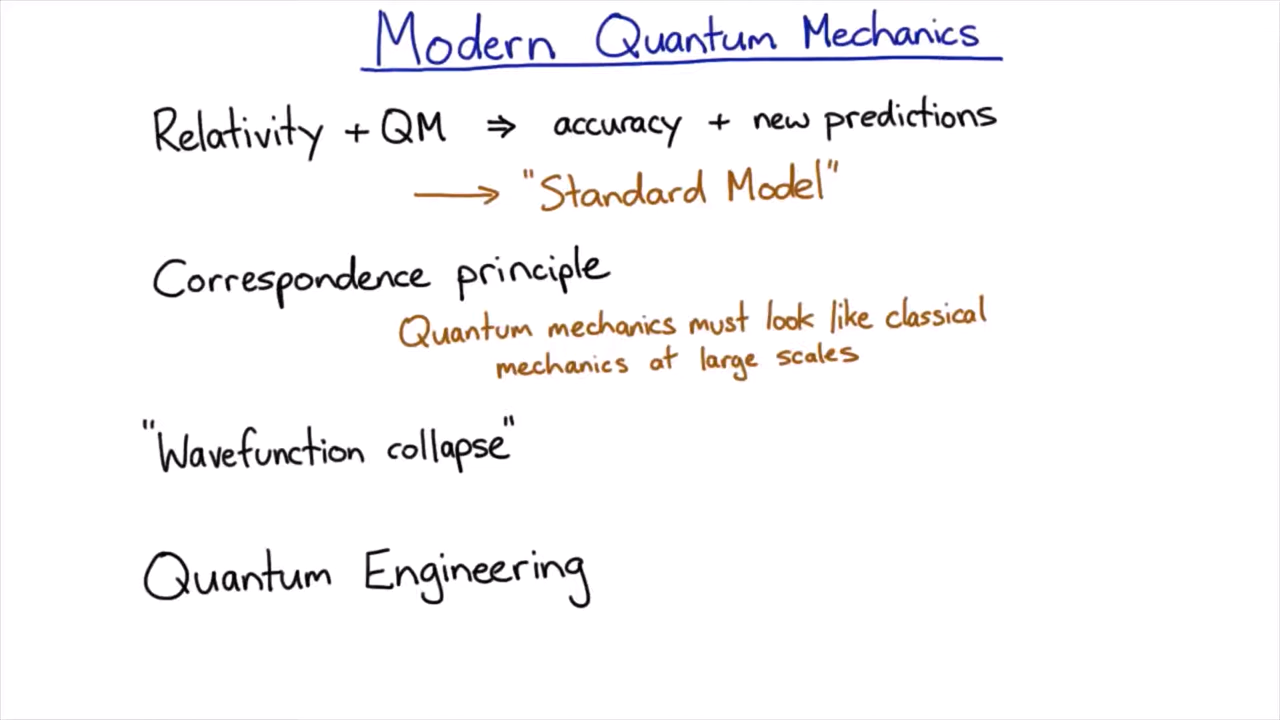 Modern Quantum Mechanics
Relativity + QM ⇒ accuracy + new predictions
⟶ "Standard Model"
Correspondence principle
Quantum mechanics must look like classical
mechanics at large scales
"Wavefunction collapse"
Quantum Engineering